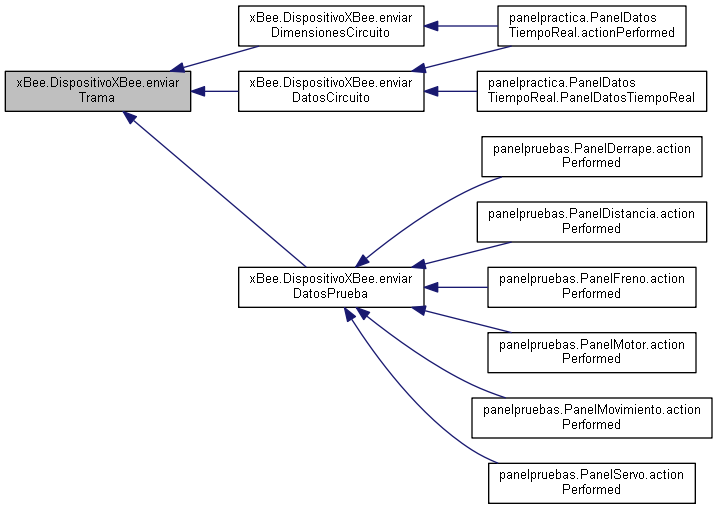 xBee.DispositivoXBee.enviar
Trama
xBee.DispositivoXBee.enviar
DimensionesCircuito
xBee.DispositivoXBee.enviar
DatosCircuito
xBee.DispositivoXBee.enviar
DatosPrueba
panelpractica.PanelDatos
TiempoReal.actionPerformed
panelpractica.PanelDatos
TiempoReal.PanelDatosTiempoReal
panelpruebas.PanelDerrape.action
Performed
panelpruebas.PanelDistancia.action
Performed
panelpruebas.PanelFreno.action
Performed
panelpruebas.PanelMotor.action
Performed
panelpruebas.PanelMovimiento.action
Performed
panelpruebas.PanelServo.action
Performed